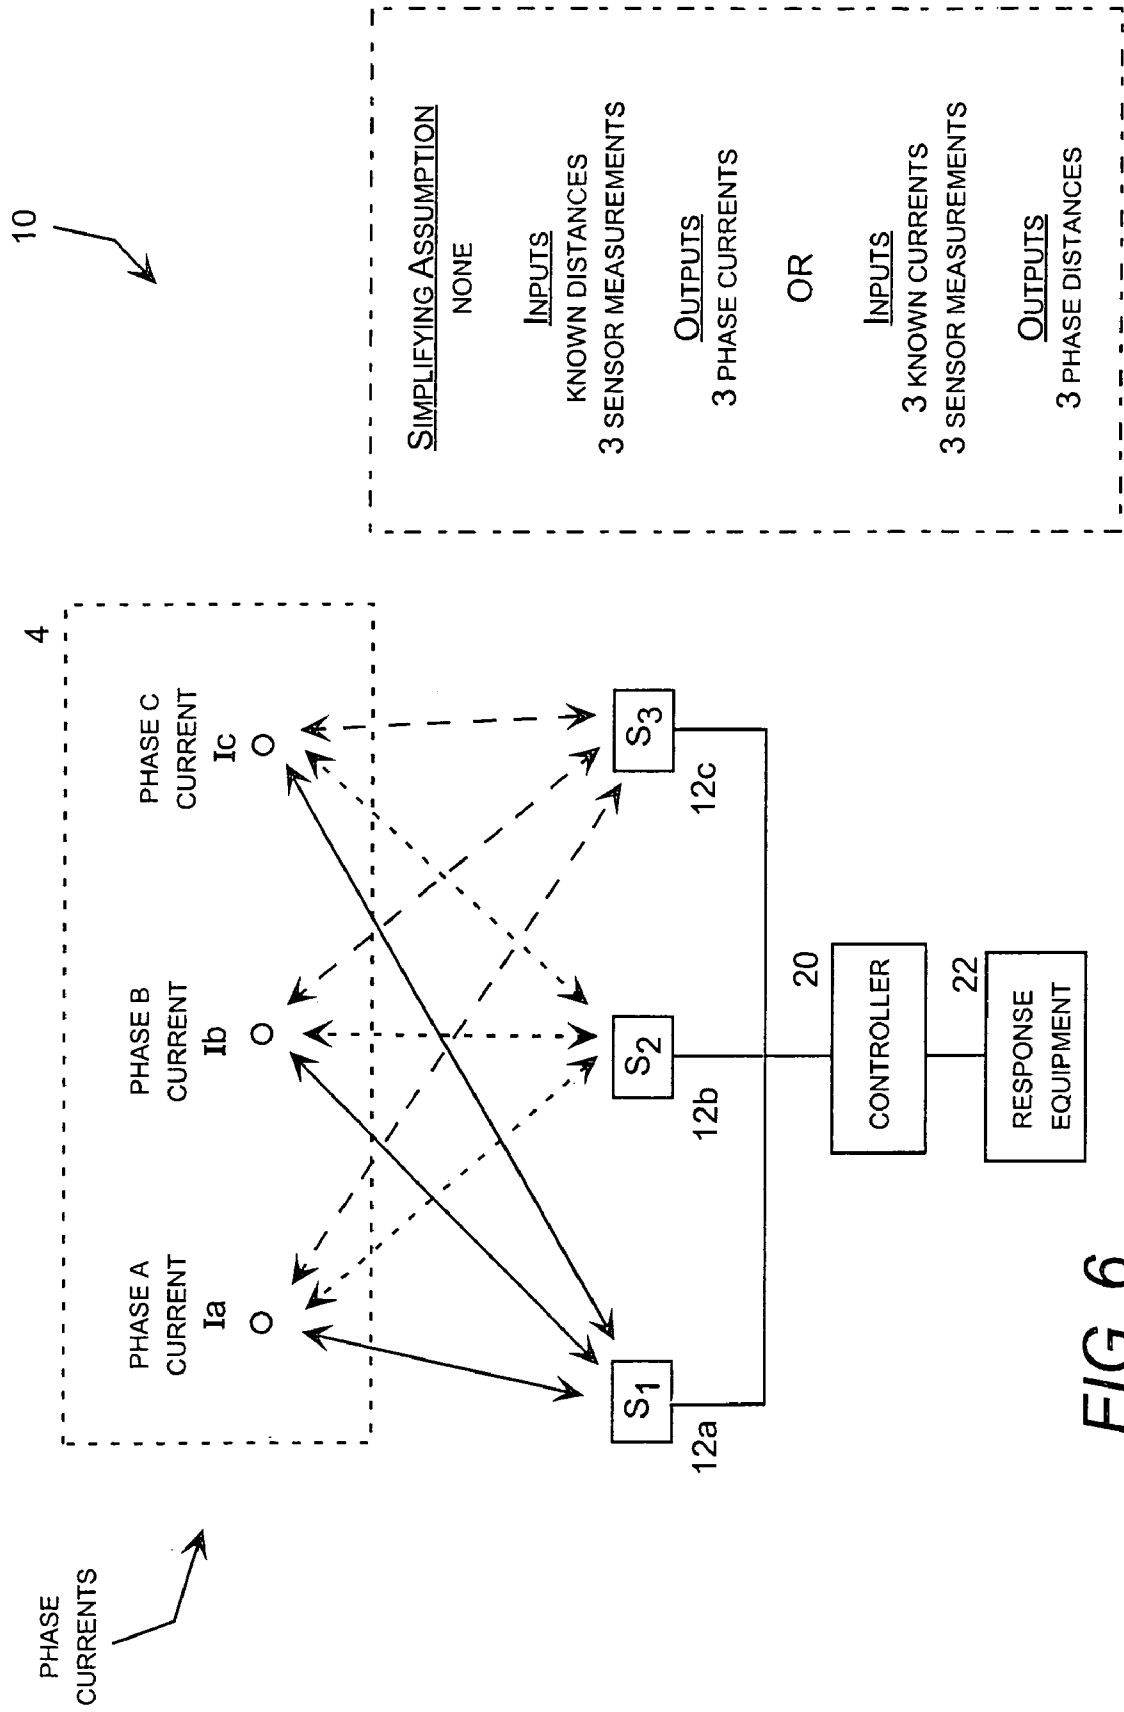 10
PHASE
CURRENTS
4
PHASE A
CURRENT
Ia
PHASE B
CURRENT
Ib
PHASE C
CURRENT
Ic
S1
12a
S2
12b
S3
12c
20
CONTROLLER
22
RESPONSE
EQUIPMENT
SIMPLIFYING ASSUMPTION
NONE
INPUTS
KNOWN DISTANCES
3 SENSOR MEASUREMENTS
OUTPUTS
3 PHASE CURRENTS
OR
INPUTS
3 KNOWN CURRENTS
3 SENSOR MEASUREMENTS
OUTPUTS
3 PHASE DISTANCES
FIG. 6